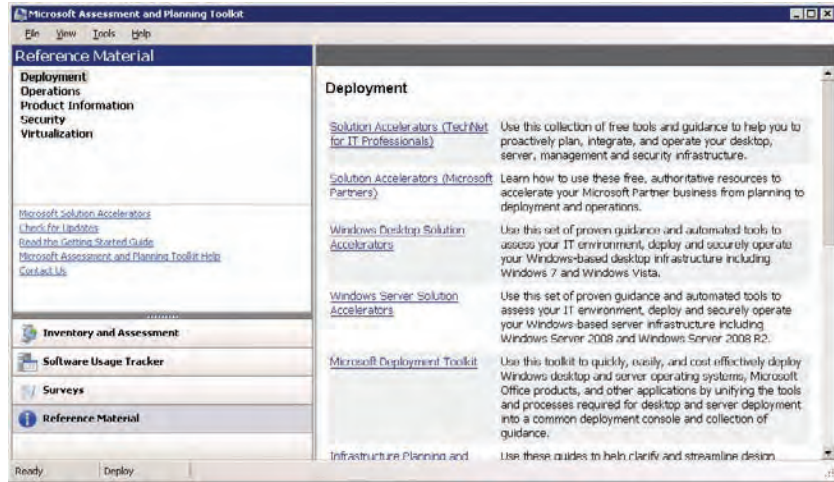 Microsoft Assessment and Planning Toolkit
File View Tools Help
Reference Material
Deployment
Operations
Product Information
Security
Virtualization
Microsoft Solution Accelerators
Check for Updates
Read the Getting Started Guide
Microsoft Assessment and Planning Toolkit Help
Contact Us
Inventory and Assessment
Software Usage Tracker
Surveys
Reference Material
Deployment
Solution Accelerators (TechNet
for IT Professionals)
Use this collection of free tools and guidance to help you to
proactively plan, integrate, and operate your desktop,
server, management and security infrastructure.
Solution Accelerators (Microsoft
Partners)
Learn how to use these free, authoritative resources to
accelerate your Microsoft Partner business from planning to
deployment and operations.
Windows Desktop Solution
Accelerators
Use this set of proven guidance and automated tools to
assess your IT environment, deploy and securely operate
your Windows-based desktop infrastructure including
Windows 7 and Windows Vista.
Windows Server Solution
Accelerators
Use this set of proven guidance and automated tools to
assess your IT environment, deploy and securely operate
your Windows-based server infrastructure including
Windows Server 2008 and Windows Server 2008 R2.
Microsoft Deployment Toolkit
Use this toolkit to quickly, easily, and cost effectively deploy
Windows desktop and server operating systems, Microsoft
Office products, and other applications by unifying the tools
and processes required for desktop and server deployment
into a common deployment console and collection of
guidance.
Infrastructure Planning and
Use these guides to help clarify and streamline design
Ready Deploy